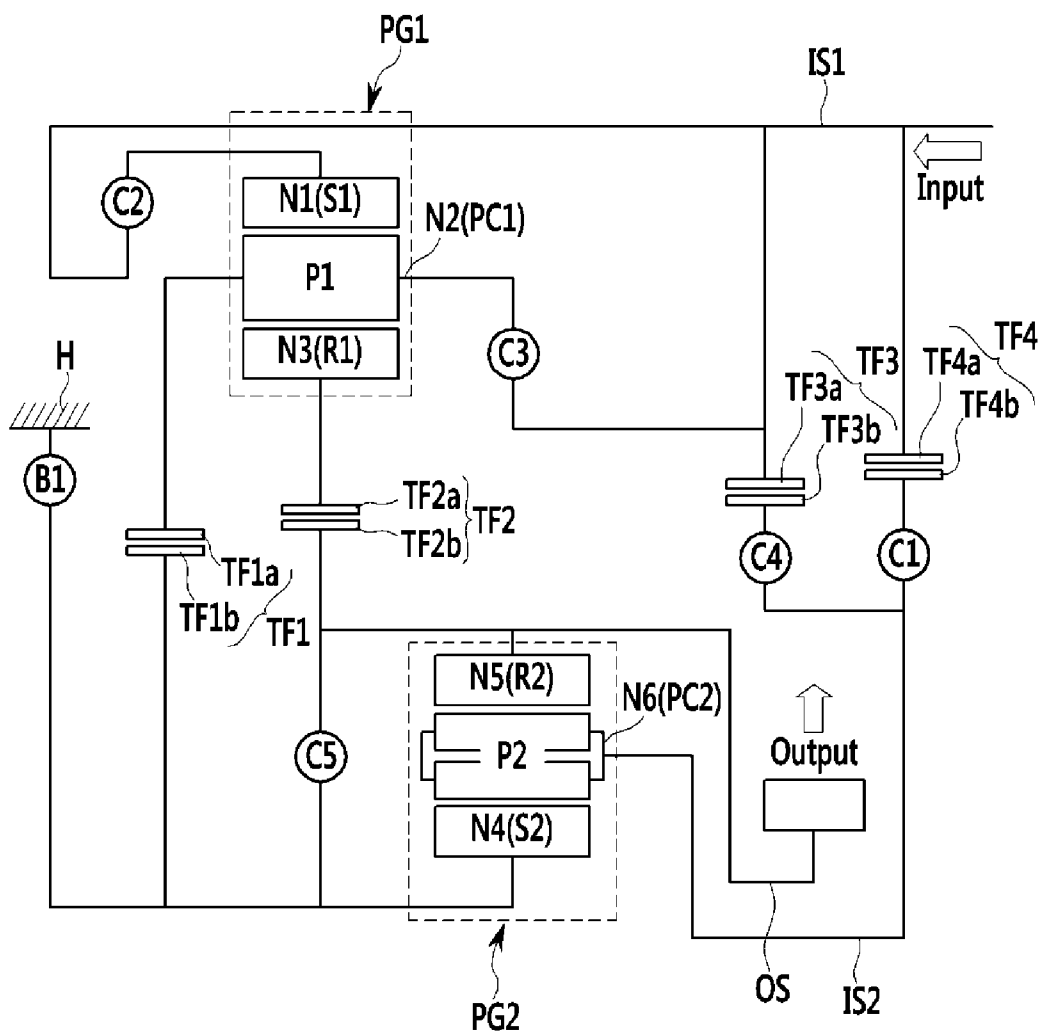 PG1
IS1
Input
C2
N1(S1)
N2(PC1)
P1
N3(R1)
C3
H
TF4
TF3
TF4a
TF3a
TF4b
TF3b
B1
TF2a
TF2
TF2b
C4
C1
TF1a
TF1b
TF1
N5(R2)
N6(PC2)
P2
C5
Output
N4(S2)
OS
IS2
PG2